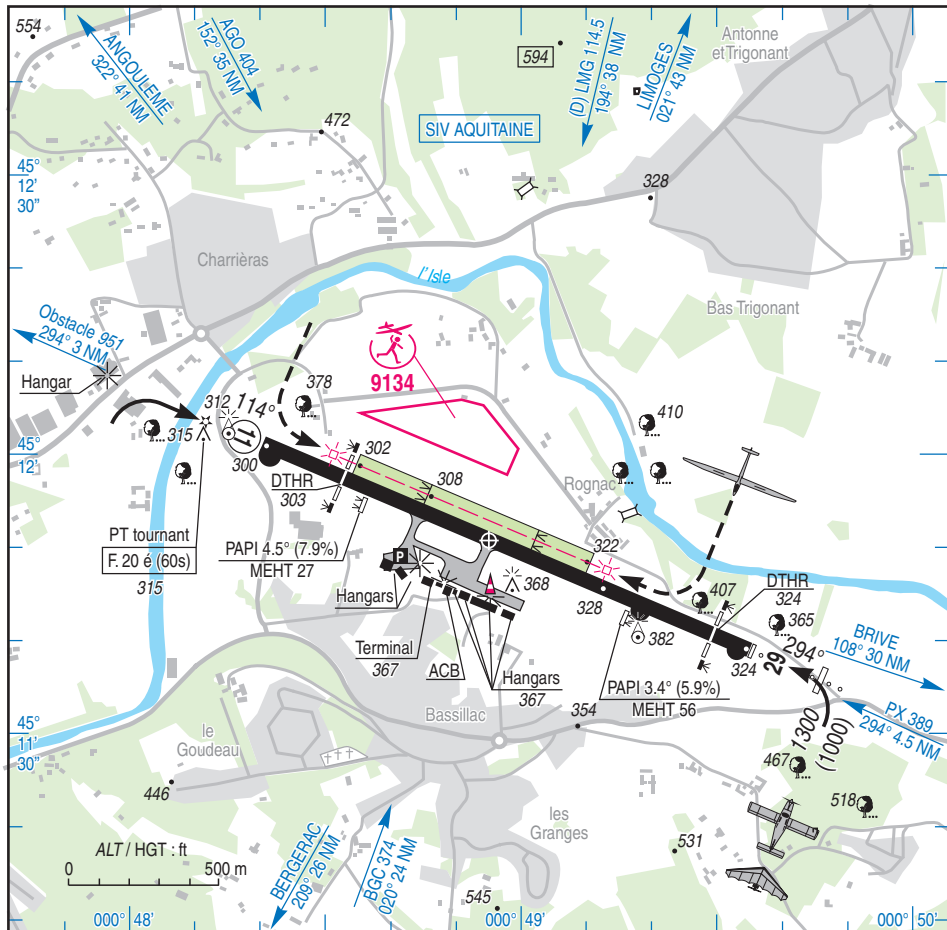 554
ANGOULEME
322° 41 NM
AGO 404
152° 35 NM
594
(D) LMG 114.5
194° 38 NM
LIMOGES
021° 43 NM
Antonne
et Trigonant
472
SIV AQUITAINE
45°
12'
30"
328
Charriéras
l'Isle
Bas Trigonant
Obstacle 951
294° 3 NM
Hangar
9134
378
312
114°
315
11
300
410
45°
12'
302
DTHR
303
308
Rognac
PT tournant
F. 20 é (60s)
315
PAPI 4.5° (7.9%)
MEHT 27
P
322
368
328
407
DTHR
324
365
Hangars
Terminal
367
ACB
Hangars
367
382
324
29
294°
BRIVE
108° 30 NM
PAPI 3.4° (5.9%)
MEHT 56
Bassillac
354
PX 389
294° 4.5 NM
1300
(1000)
45°
11'
30"
le
Goudeau
446
467
518
les
Granges
531
ALT / HGT : ft
0
500 m
BERGERAC
209° 26 NM
BGC 374
020° 24 NM
545
000° 48'
000° 49'
000° 50'